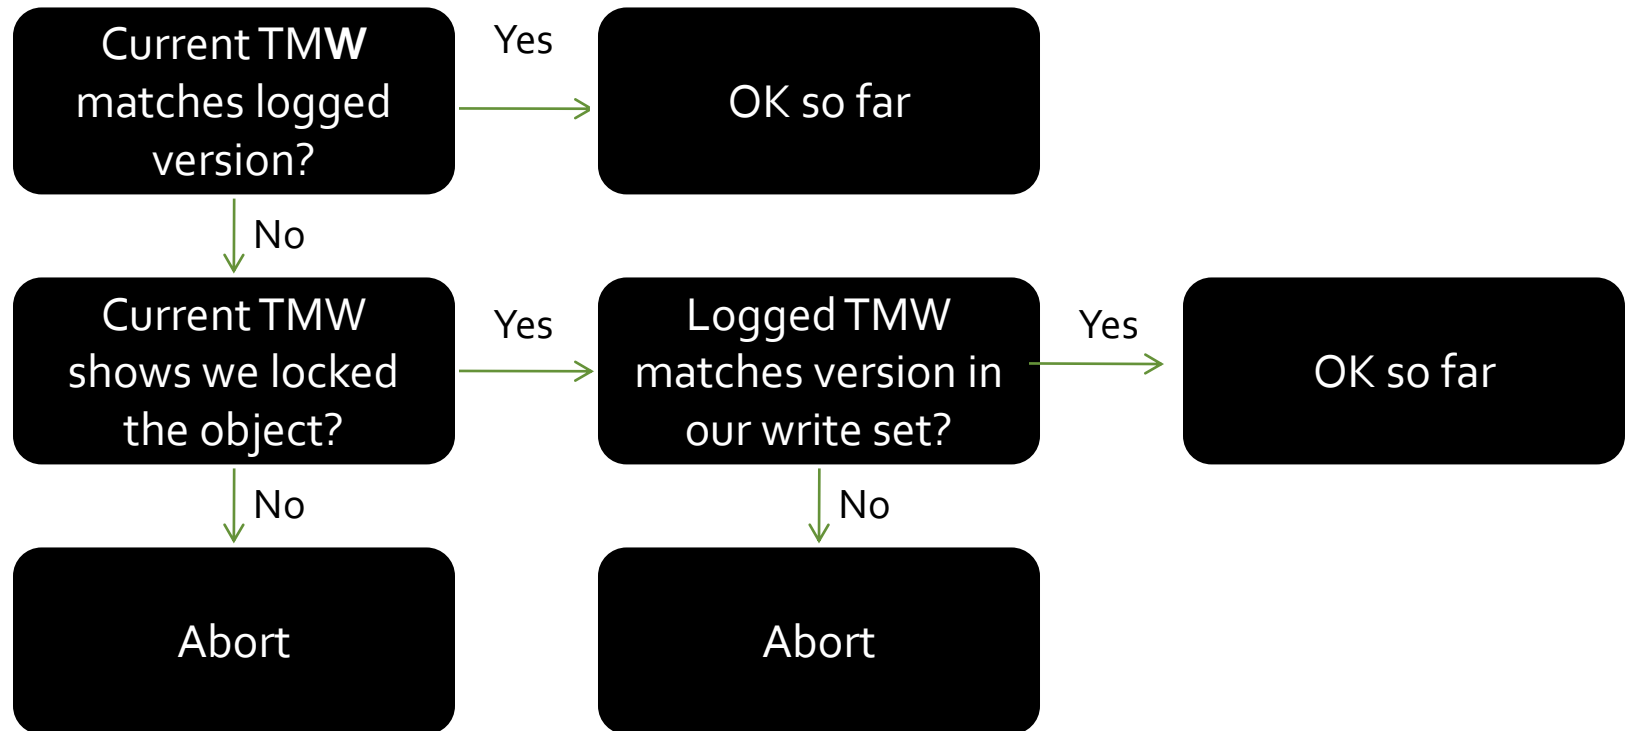 Current TMW
matches logged
version?
Yes
OK so far
No
Current TMW
shows we locked
the object?
Yes
Logged TMW
matches version in
our write set?
Yes
OK so far
No
No
Abort
Abort